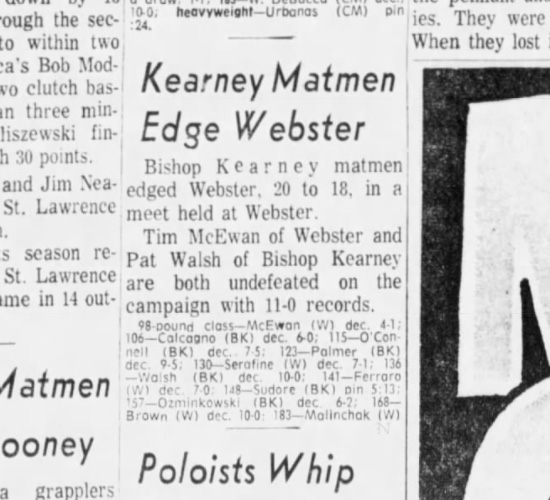 down by 18
rough the sec-
to within two
ca's Bob Mod-
wo clutch bas-
an three min-
liszewski fin-
h 30 points.
and Jim Nea-
St. Lawrence
s season re-
St. Lawrence
ame in 14 out-
Matmen
ooney
a grapplers
10-0; heavyweight—Urbanas (CM) pin
:24.
Kearney Matmen
Edge Webster
Bishop Kearney matmen
edged Webster, 20 to 18, in a
meet held at Webster.
Tim McEwan of Webster and
Pat Walsh of Bishop Kearney
are both undefeated on the
campaign with 11-0 records.
98-pound class—McEwan (W) dec. 4-1;
106—Calcagno (BK) dec. 6-0; 115—O'Con-
nell (BK) dec. 7-5; 123—Palmer (BK)
dec. 9-5; 130—Serafine (W) dec. 7-1; 136
—Walsh (BK) dec. 10-0; 141—Ferraro
(W) dec. 7-0; 148—Sudore (BK) pin 5:13;
157—Ozminkowski (BK) dec. 6-2; 168—
Brown (W) dec. 10-0; 183—Malinchak (W)
Poloists Whip
ies. They were
When they lost